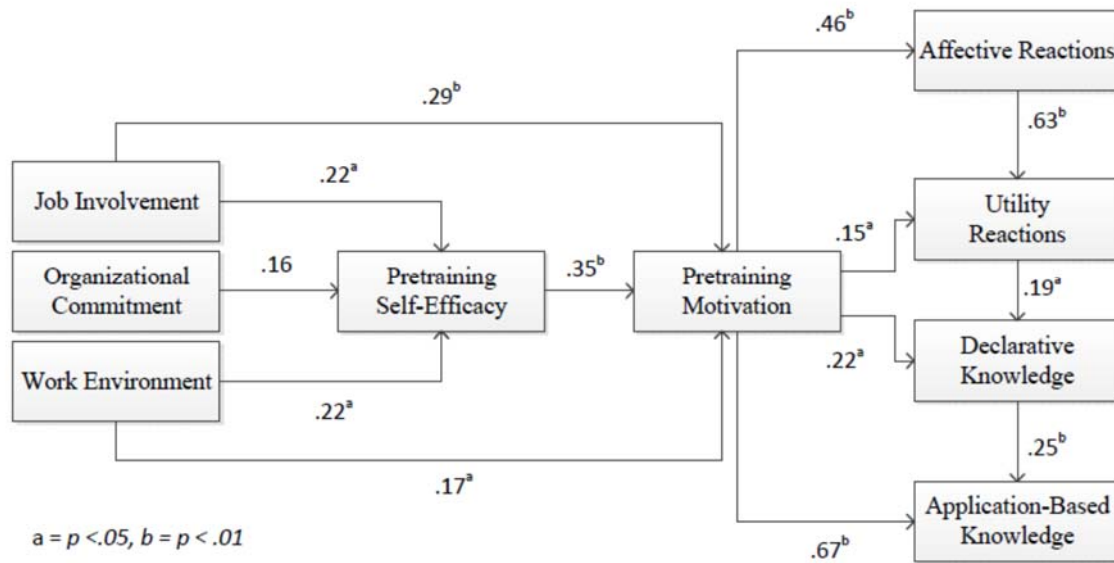 .46ᵇ
Affective Reactions
.29ᵇ
.63ᵇ
Job Involvement
.22ᵃ
Utility
Reactions
.15ᵃ
Organizational
Commitment
.16
Pretraining
Self-Efficacy
.35ᵇ
Pretraining
Motivation
.19ᵃ
Work Environment
.22ᵃ
.22ᵃ
Declarative
Knowledge
.17ᵃ
.25ᵇ
Application-Based
Knowledge
.67ᵇ
a = p <.05, b = p < .01